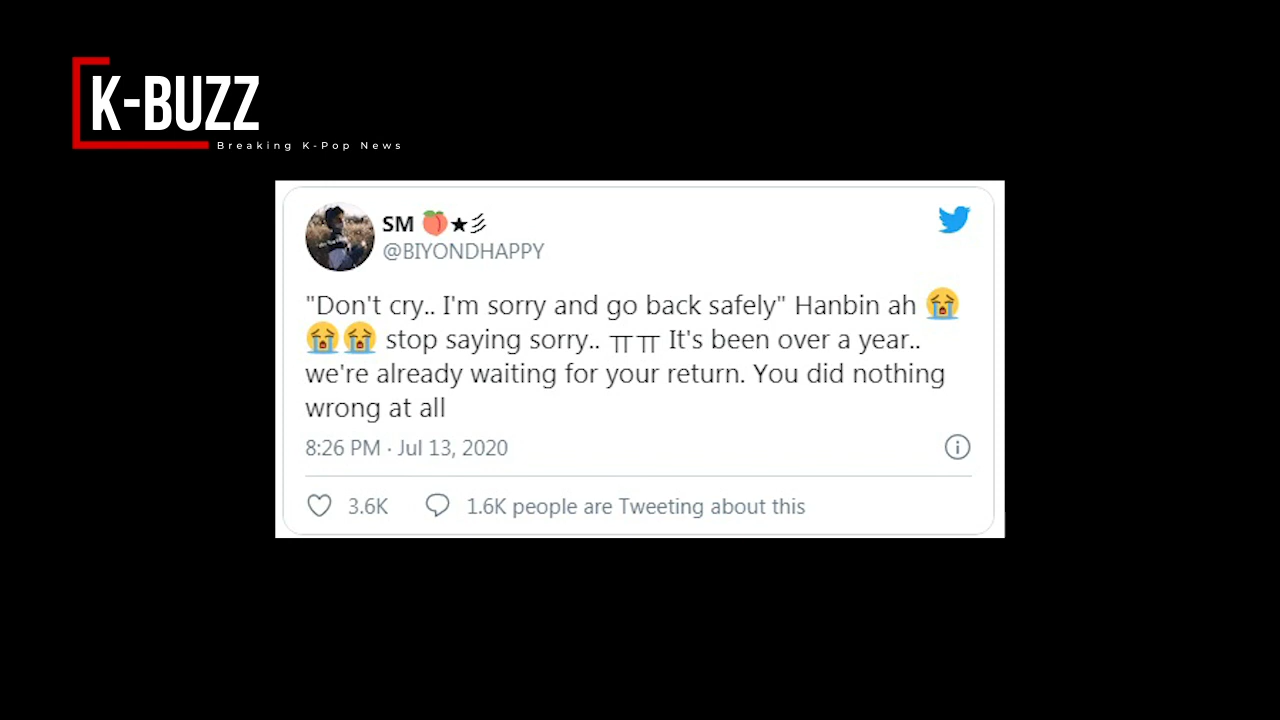 K-BUZZ
Breaking K-Pop News
SM 🍑★彡
@BIYONDHAPPY
"Don't cry.. I'm sorry and go back safely" Hanbin ah 😭
😭😭 stop saying sorry.. ㅠㅠ It's been over a year..
we're already waiting for your return. You did nothing
wrong at all
8:26 PM · Jul 13, 2020
3.6K 1.6K people are Tweeting about this